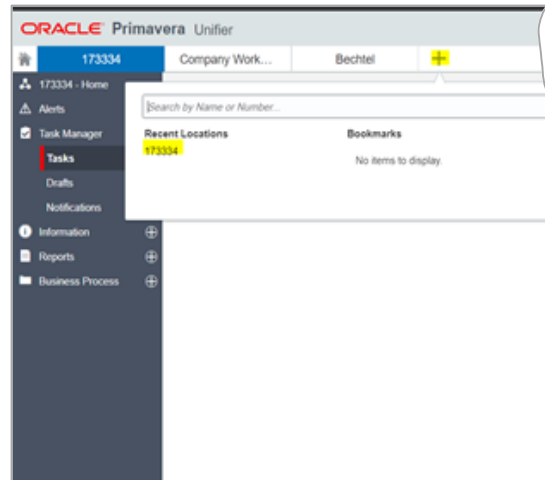 ORACLE Primavera Unifier
173334 Company Work... Bechtel
173334 - Home
Alerts
Search by Name or Number...
Task Manager
Recent Locations Bookmarks
Tasks
173334
No items to display.
Drafts
Notifications
Information
Reports
Business Process